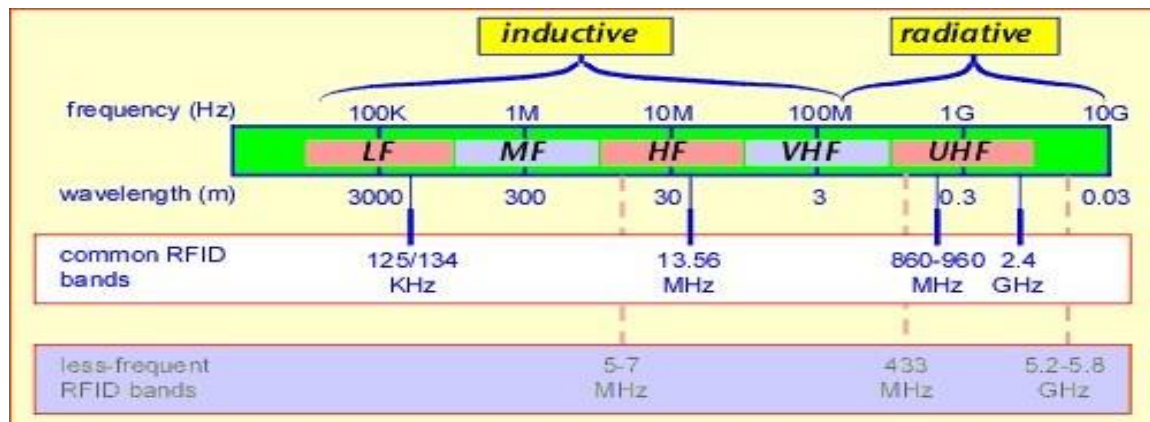 inductive radiative
frequency (Hz) 100K 1M 10M 100M 1G 10G
LF MF HF VHF UHF
wavelength (m) 3000 300 30 3 0.3 0.03
common RFID bands
125/134 KHz
13.56 MHz
860-960 MHz
2.4 GHz
less-frequent RFID bands
5-7 MHz
433 MHz
5.2-5.8 GHz